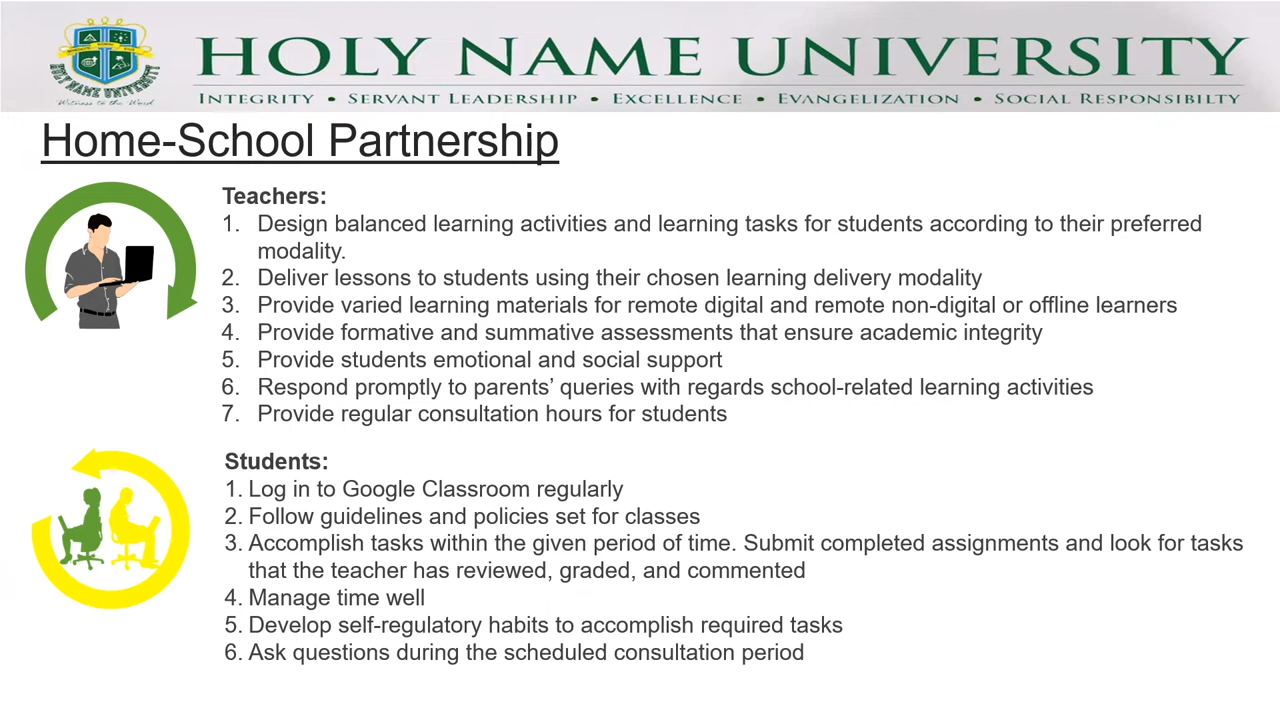 HOLY NAME UNIVERSITY
HOLY NAME UNIVERSITY
Witness to the Word
INTEGRITY • SERVANT LEADERSHIP • EXCELLENCE • EVANGELIZATION • SOCIAL RESPONSIBILTY
Home-School Partnership
Teachers:
1. Design balanced learning activities and learning tasks for students according to their preferred
modality.
2. Deliver lessons to students using their chosen learning delivery modality
3. Provide varied learning materials for remote digital and remote non-digital or offline learners
4. Provide formative and summative assessments that ensure academic integrity
5. Provide students emotional and social support
6. Respond promptly to parents’ queries with regards school-related learning activities
7. Provide regular consultation hours for students
Students:
1. Log in to Google Classroom regularly
2. Follow guidelines and policies set for classes
3. Accomplish tasks within the given period of time. Submit completed assignments and look for tasks
that the teacher has reviewed, graded, and commented
4. Manage time well
5. Develop self-regulatory habits to accomplish required tasks
6. Ask questions during the scheduled consultation period